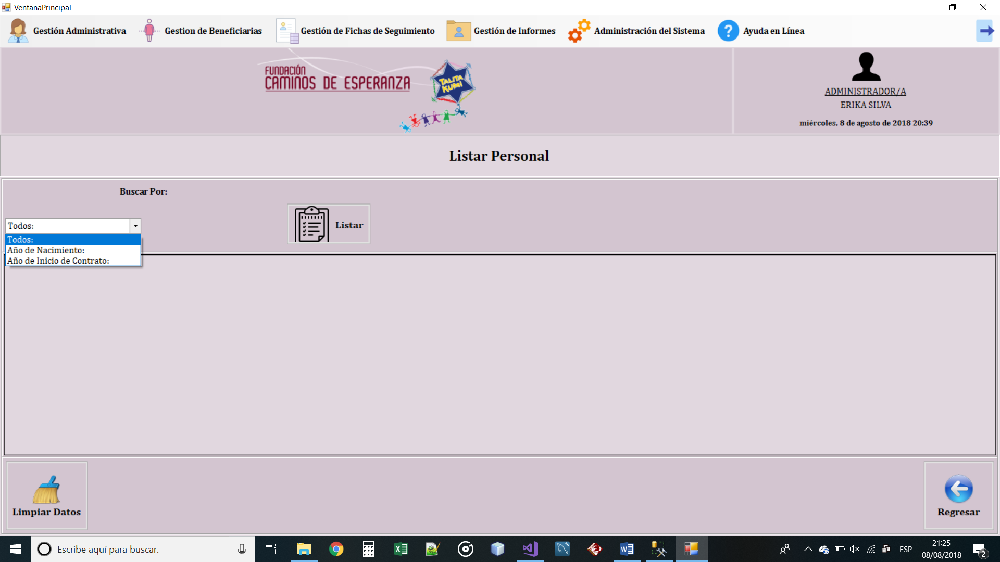 VentanaPrincipal
Gestión Administrativa
Gestion de Beneficiarias
Gestión de Fichas de Seguimiento
Gestión de Informes
Administración del Sistema
? Ayuda en Línea
FUNDACIÓN
CAMINOS DE ESPERANZA
TALITA
KUMI
ADMINISTRADOR/A
ERIKA SILVA
miércoles, 8 de agosto de 2018 20:39
Listar Personal
Buscar Por:
Todos:
Listar
Todos:
Año de Nacimiento:
Año de Inicio de Contrato:
Limpiar Datos
Regresar
Escribe aquí para buscar.
ESP
21:25
08/08/2018
2